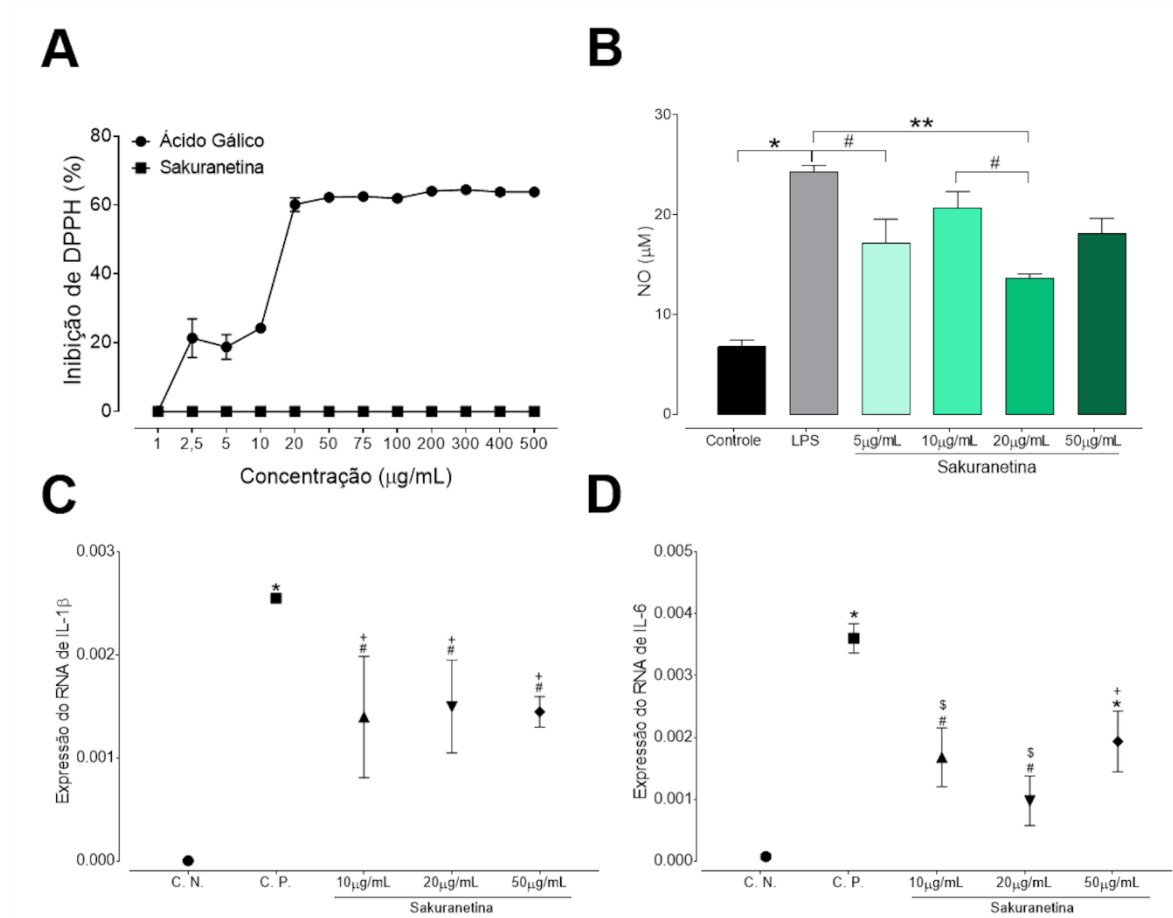 A
Ácido Gálico
Sakuranetina
Inibição de DPPH (%)
80
60
40
20
0
1 2,5 5 10 20 50 75 100 200 300 400 500
Concentração (μg/mL)
B
NO (μM)
30
20
10
0
* # ** #
Controle LPS 5μg/mL 10μg/mL 20μg/mL 50μg/mL
Sakuranetina
C
Expressão do RNA de IL-1β
0.003
0.002
0.001
0.000
*
+ + +
# # #
C. N. C. P. 10μg/mL 20μg/mL 50μg/mL
Sakuranetina
D
Expressão do RNA de IL-6
0.005
0.004
0.003
0.002
0.001
0.000
*
$ $ +
# # *
C. N. C. P. 10μg/mL 20μg/mL 50μg/mL
Sakuranetina